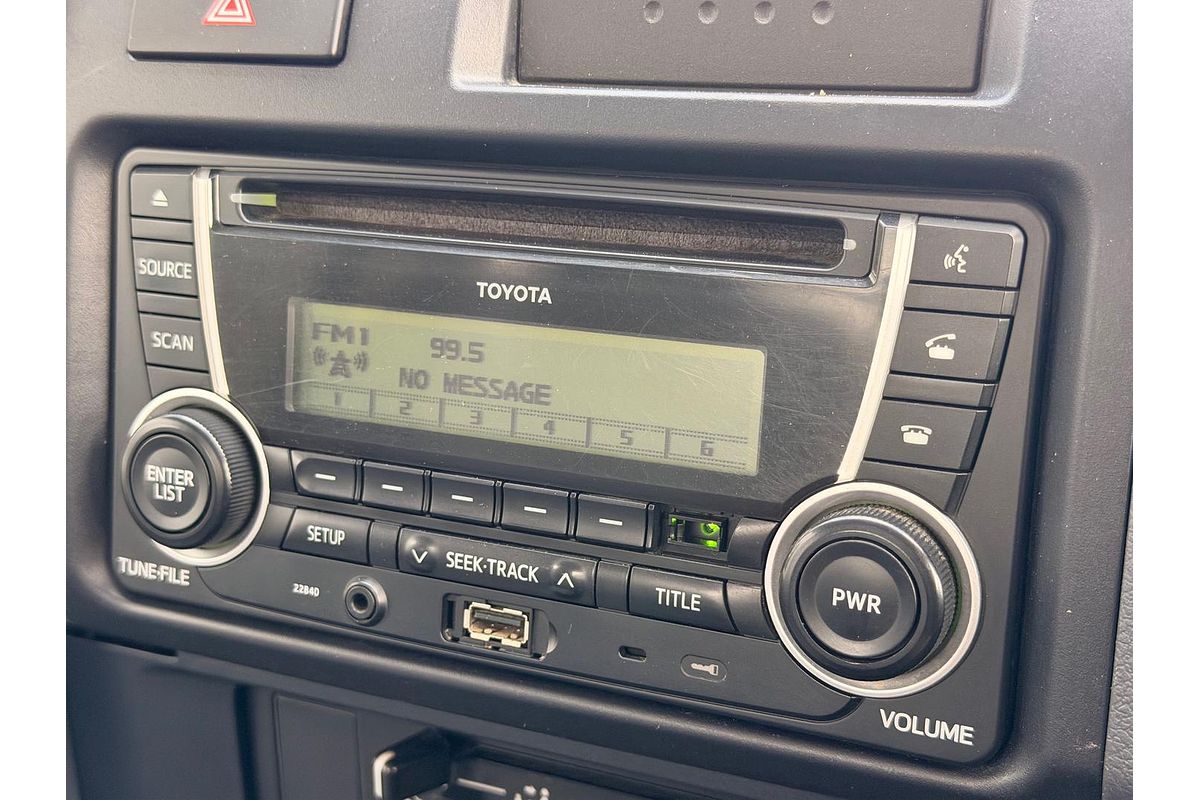 SOURCE
TOYOTA
SCAN
FM1
99.5
NO MESSAGE
1 2 3 4 5 6
ENTER
LIST
SETUP
SEEK·TRACK
TITLE
PWR
TUNE·FILE
22840
VOLUME